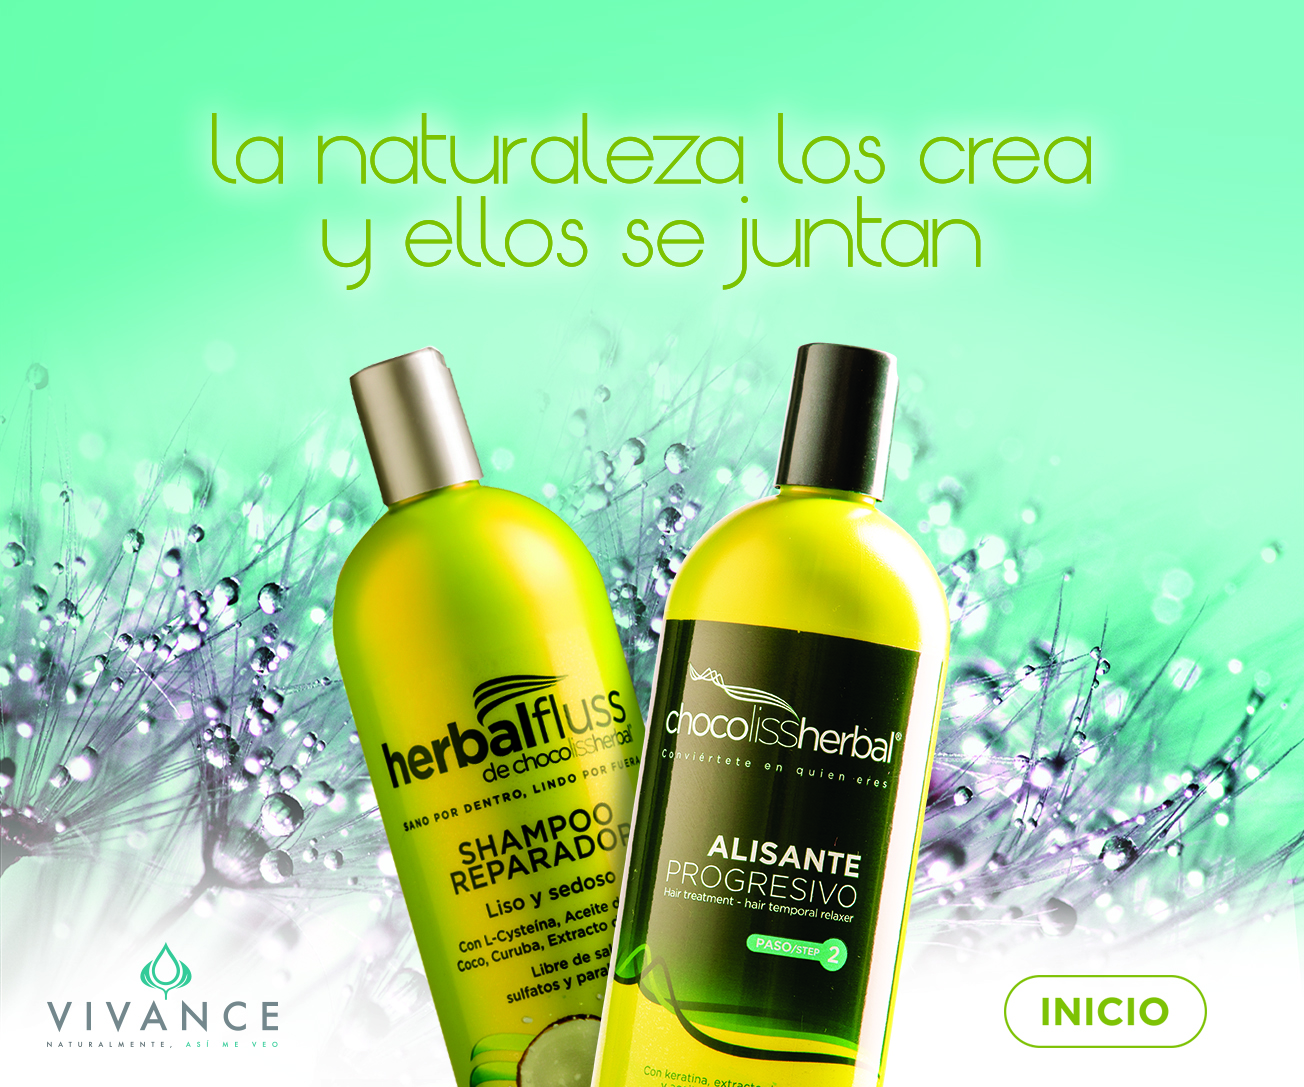 la naturaleza los crea
y ellos se juntan
herbalfluss
de chocolissherbal
SANO POR DENTRO, LINDO POR FUERA
SHAMPOO
REPARADOR
Liso y sedoso
Con L-Cysteína, Aceite
Coco, Curuba, Extracto
Libre de
sulfatos y
chocolissherbal®
Conviértete en quien eres
ALISANTE
PROGRESIVO
Hair treatment - hair temporal relaxer
PASO/STEP 2
Con keratina,
VIVANCE
NATURALMENTE, ASÍ ME VEO
INICIO